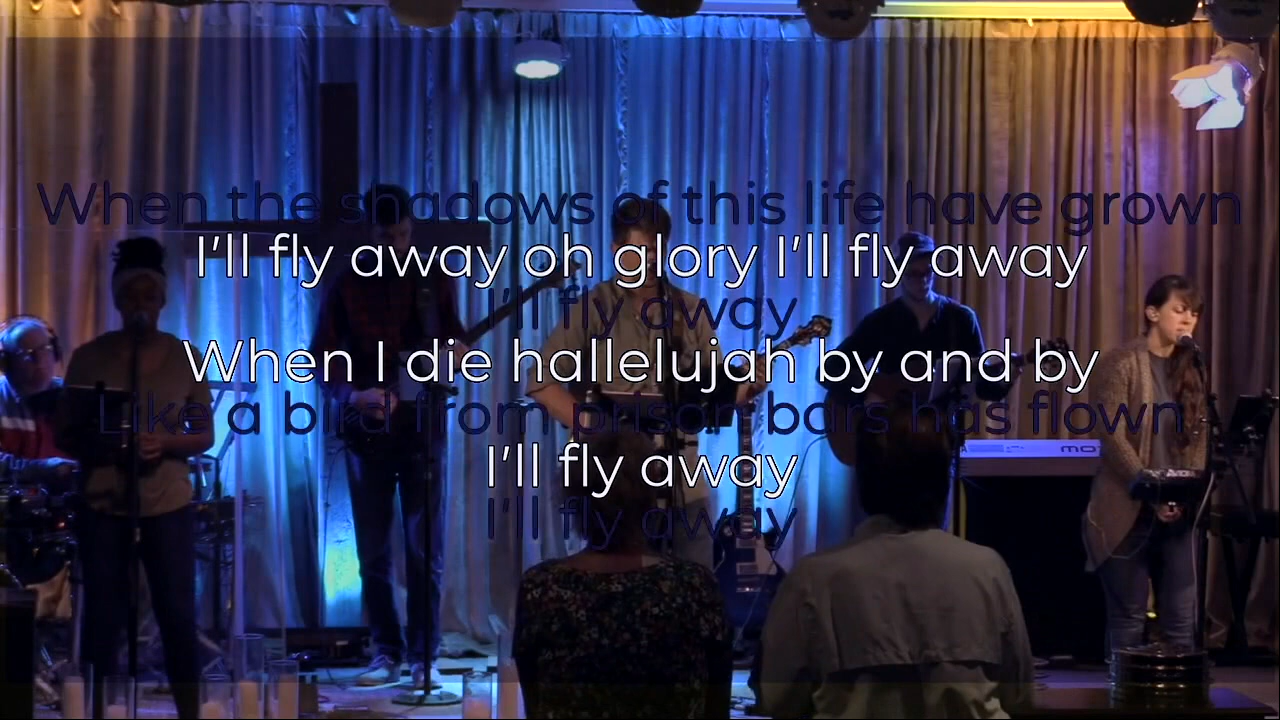 When the shadows of this life have grown
I'll fly away oh glory I'll fly away
I'll fly away
When I die hallelujah by and by
Like a bird from prison bars has flown
I'll fly away
I'll fly away
mo